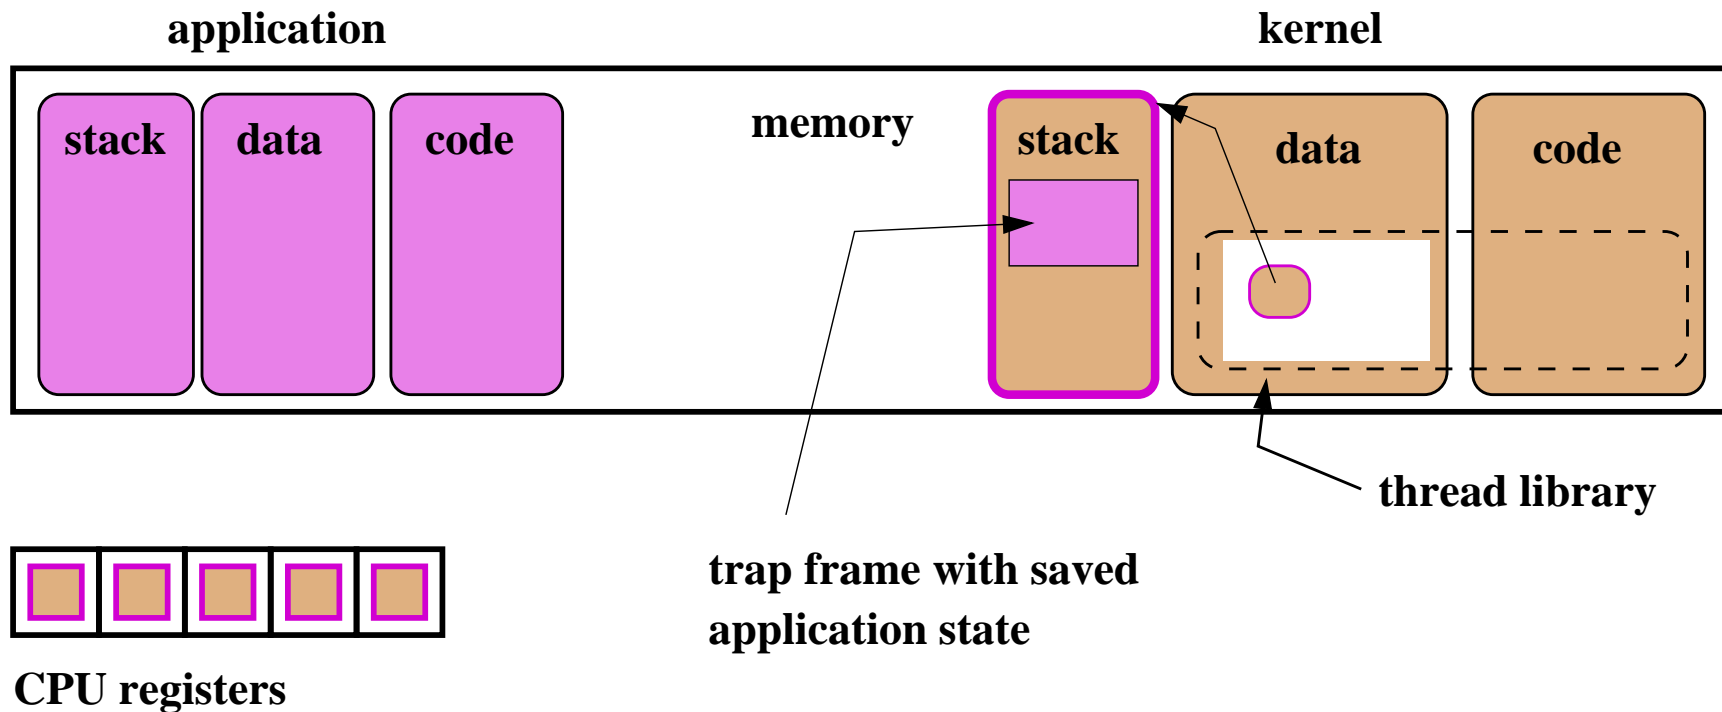 application
kernel
stack
data
code
memory
stack
data
code
thread library
trap frame with saved
application state
CPU registers